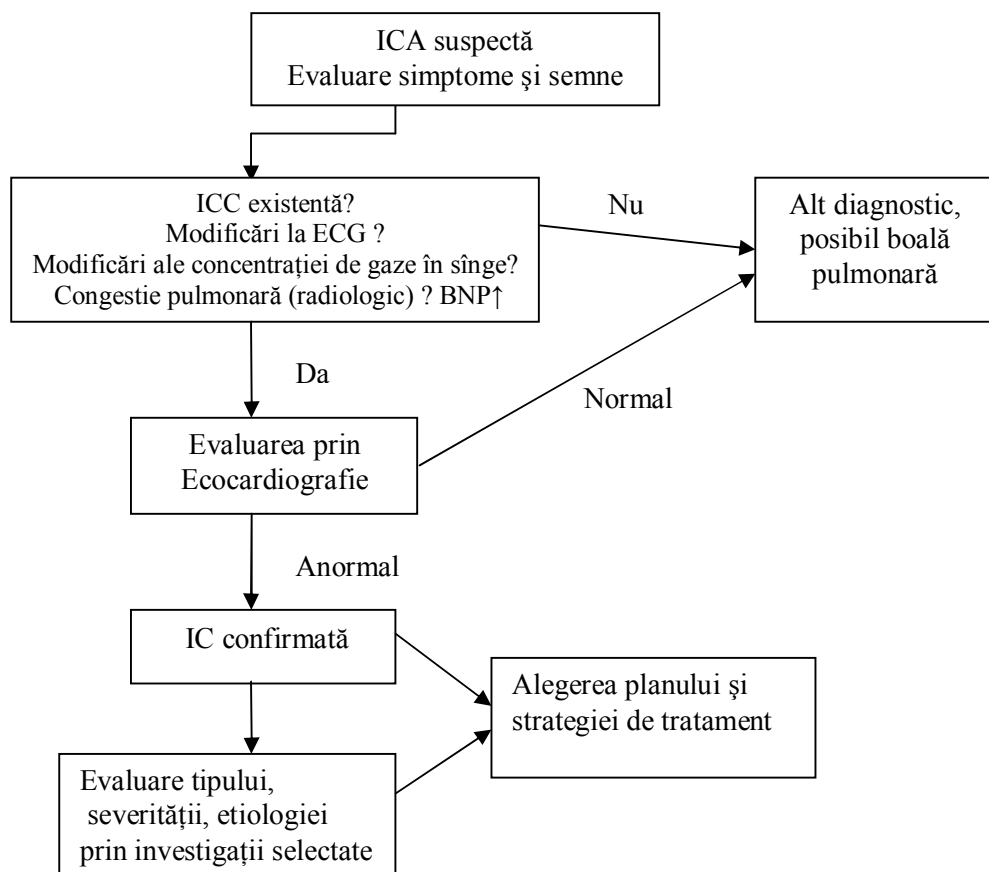 ICA suspectă
Evaluare simptome şi semne
ICC existentă?
Modificări la ECG ?
Modificări ale concentrației de gaze în sînge?
Congestie pulmonară (radiologic) ? BNP↑
Nu
Alt diagnostic,
posibil boală
pulmonară
Da
Normal
Evaluarea prin
Ecocardiografie
Anormal
IC confirmată
Alegerea planului şi
strategiei de tratament
Evaluare tipului,
severității, etiologiei
prin investigații selectate